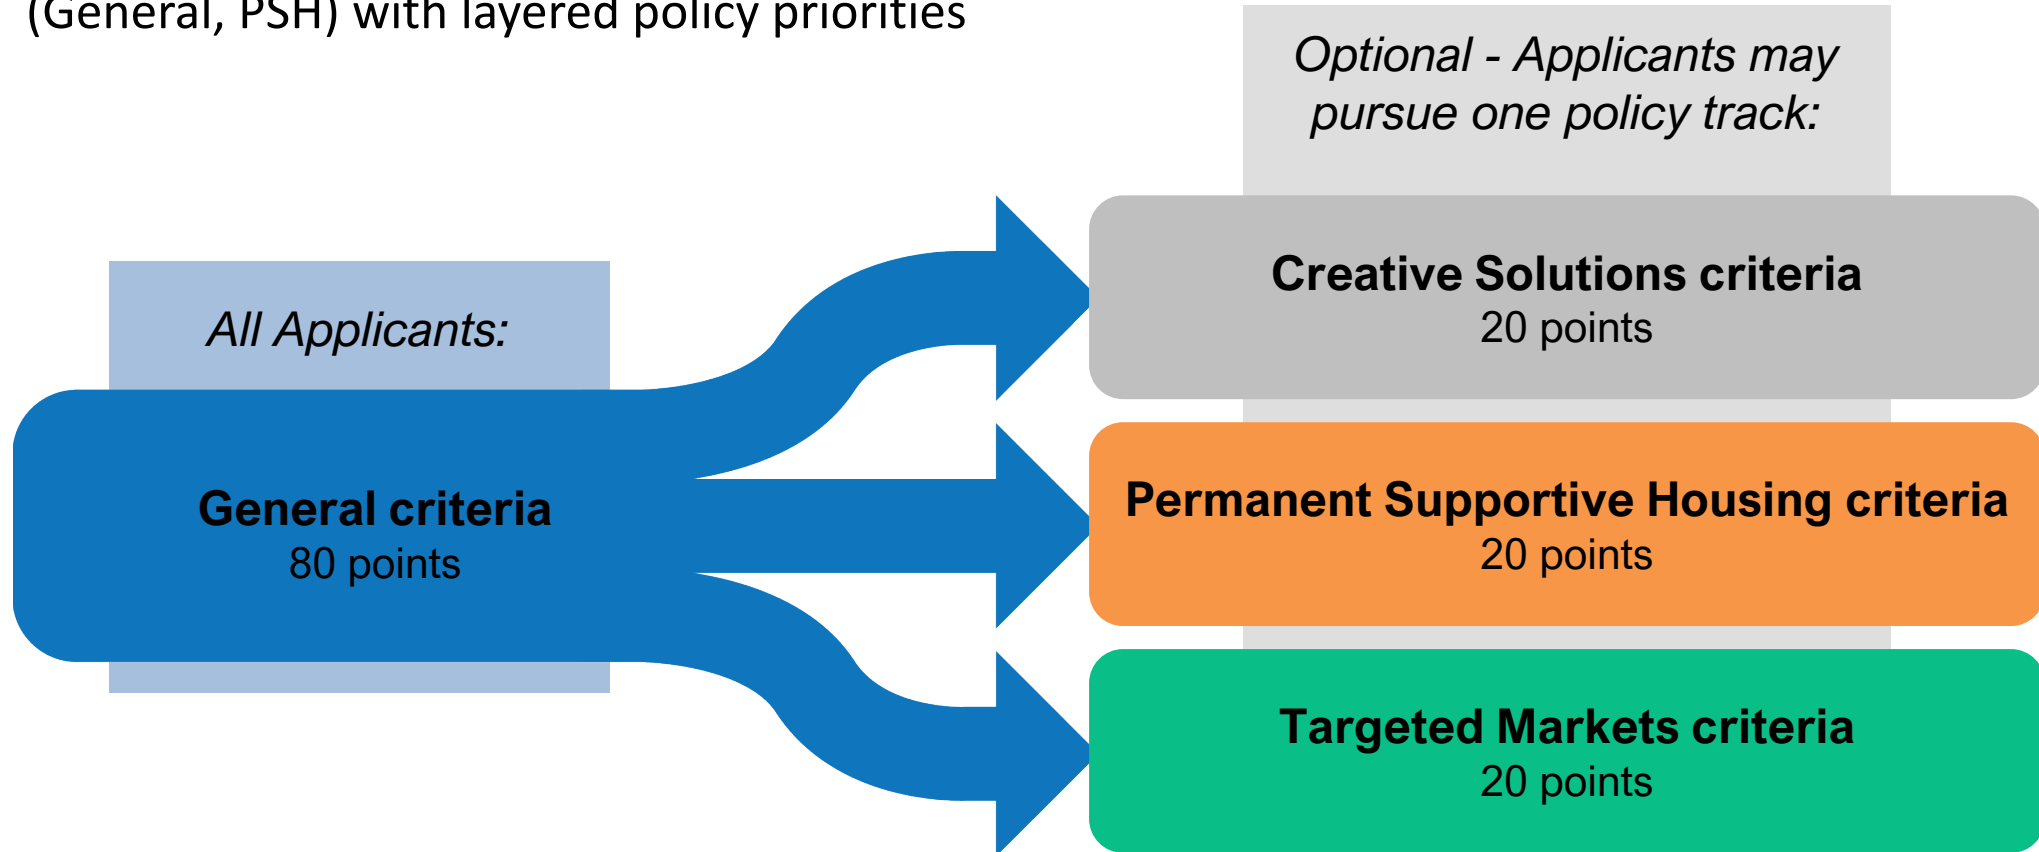 (General, PSH) with layered policy priorities
Optional - Applicants may
pursue one policy track:
All Applicants:
General criteria
80 points
Creative Solutions criteria
20 points
Permanent Supportive Housing criteria
20 points
Targeted Markets criteria
20 points